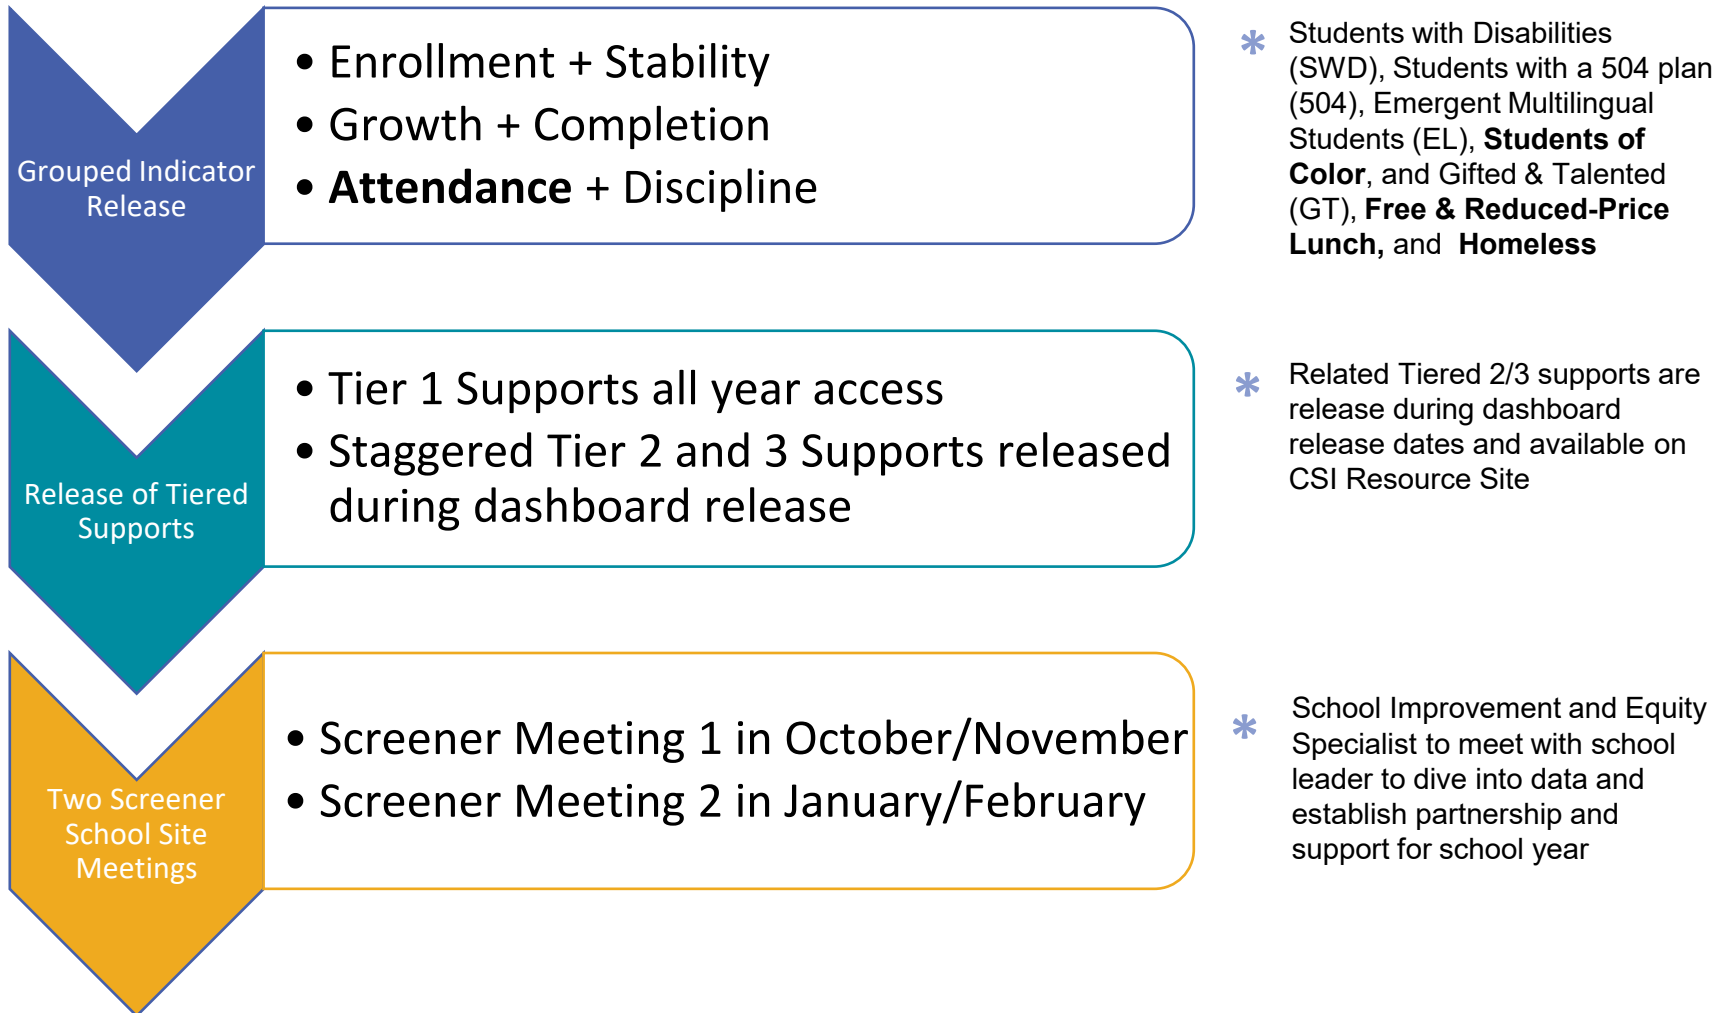 Grouped Indicator
Release
• Enrollment + Stability
• Growth + Completion
• Attendance + Discipline
* Students with Disabilities
(SWD), Students with a 504 plan
(504), Emergent Multilingual
Students (EL), Students of
Color, and Gifted & Talented
(GT), Free & Reduced-Price
Lunch, and Homeless
Release of Tiered
Supports
• Tier 1 Supports all year access
• Staggered Tier 2 and 3 Supports released
during dashboard release
* Related Tiered 2/3 supports are
release during dashboard
release dates and available on
CSI Resource Site
Two Screener
School Site
Meetings
• Screener Meeting 1 in October/November
• Screener Meeting 2 in January/February
* School Improvement and Equity
Specialist to meet with school
leader to dive into data and
establish partnership and
support for school year